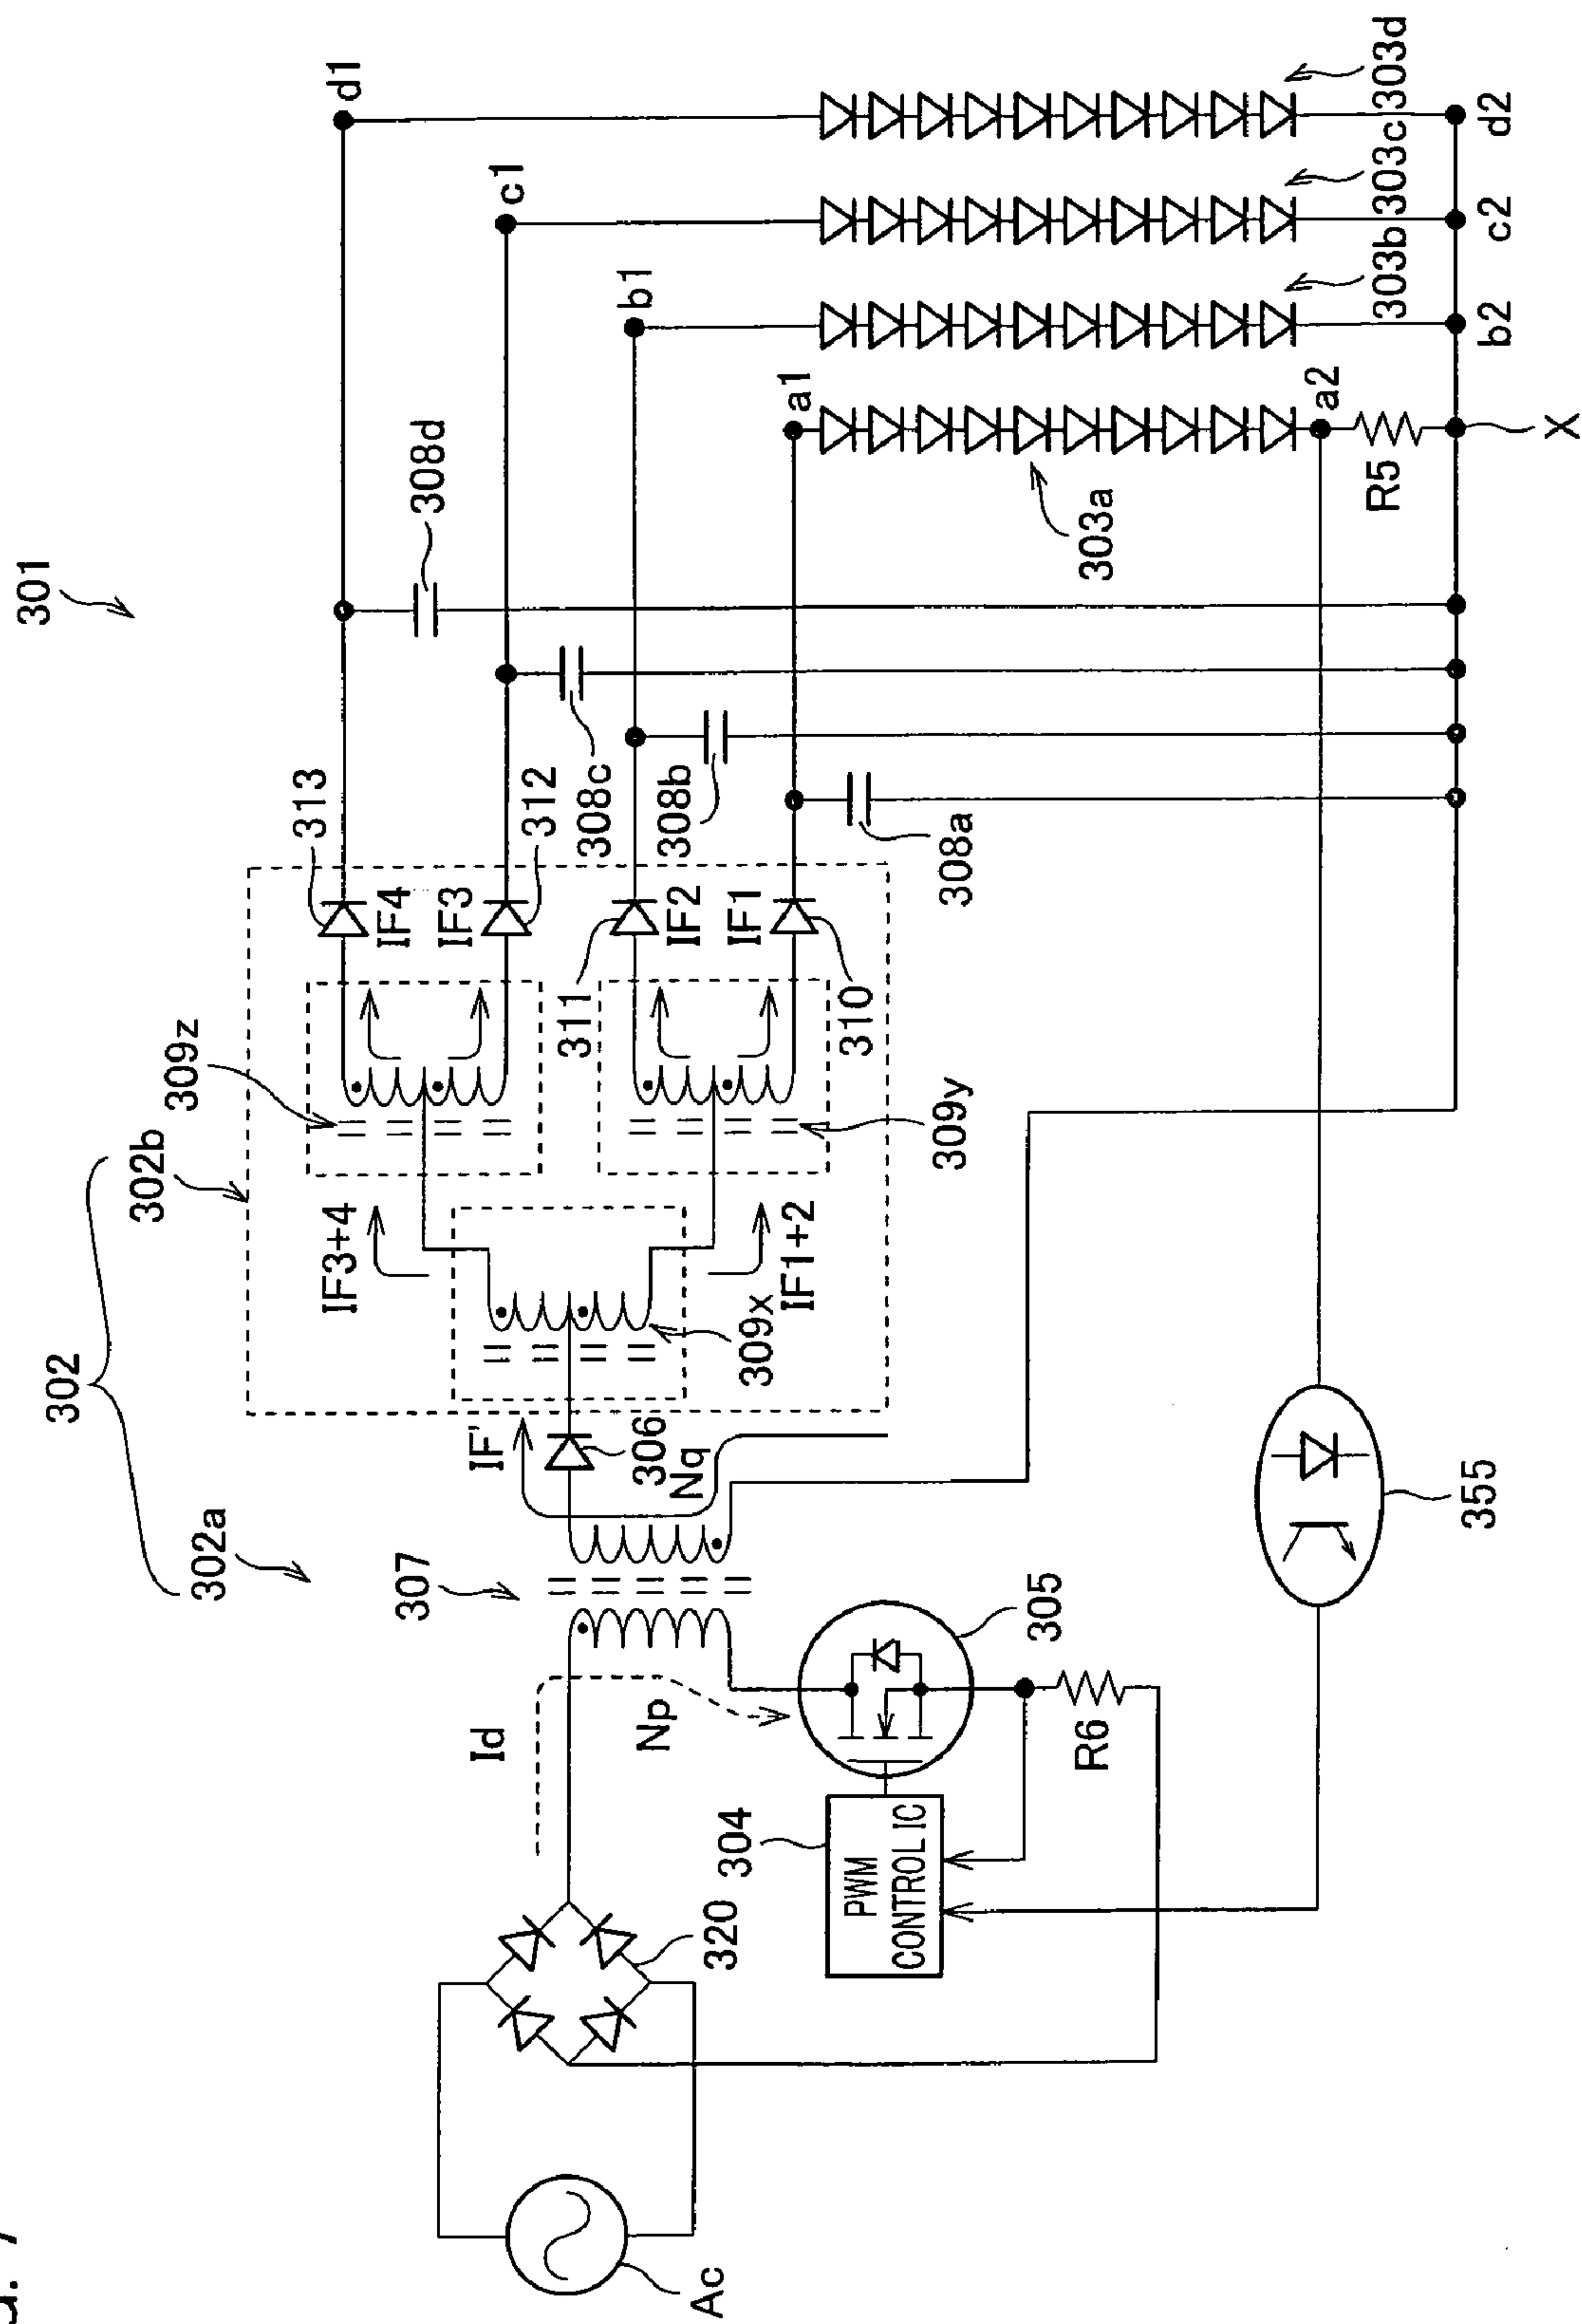 301
302
302a
302b
307
309z
313
308d
d1
c1
b1
a1
IF3+4
IF4
IF3
312
308c
311
IF2
308b
IF1
310
308a
309y
IF1+2
309x
IF
306
Nq
Id
Np
305
304
PWM
CONTROL IC
R6
320
Ac
355
303a
a2
R5
X
303b
303c
303d
b2
c2
d2